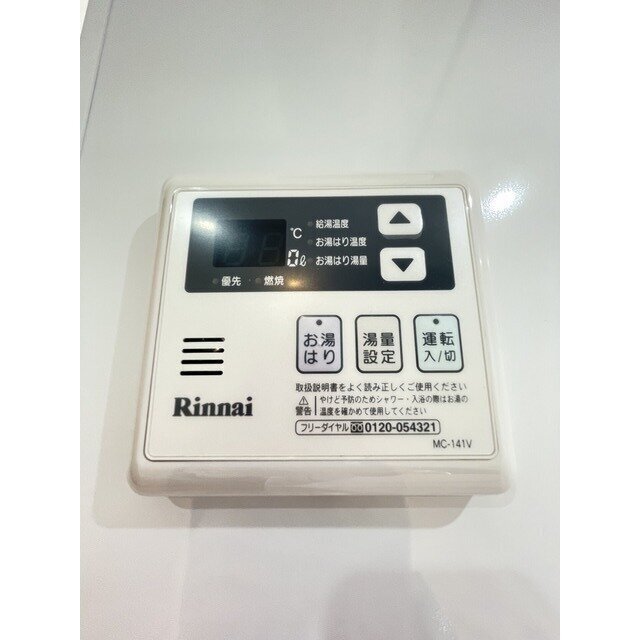 給湯温度
℃
お湯はり温度
0ℓ
お湯はり湯量
優先
燃焼
お湯
はり
湯量
設定
運転
入/切
取扱説明書をよく読み正しくご使用ください
警告
やけど予防のためシャワー・入浴の際はお湯の
温度を確かめて使用してください
Rinnai
フリーダイヤル 0120-054321
MC-141V